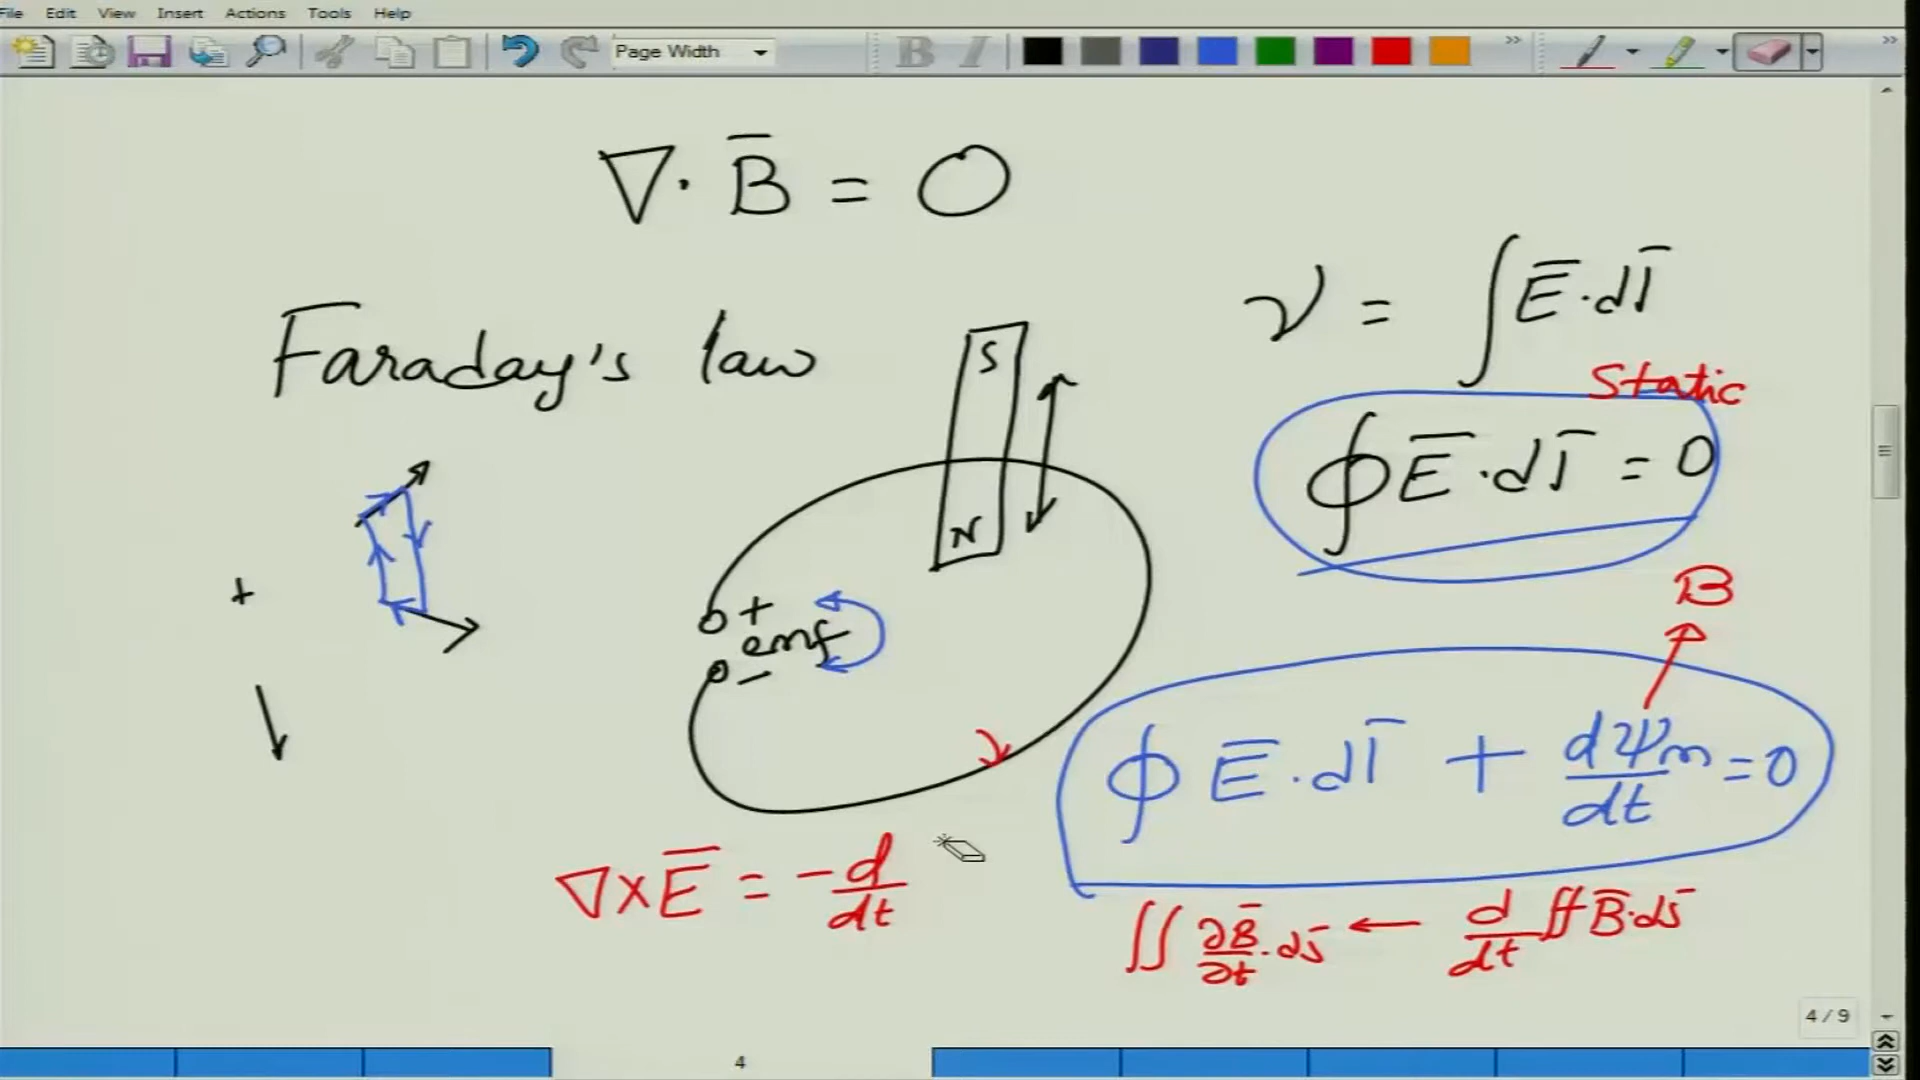 File Edit View Insert Actions Tools Help
Page Width
B I
∇· B̄ = 0
Faraday's law
S
N
+
emf
−
+
𝒱 = ∫ Ē·dl̄
Static
∮ Ē·dl̄ = 0
B
∮ Ē·dl̄ + dψm/dt = 0
∇×Ē = -d/dt
∬ ∂B̄/∂t · ds̄ ← d/dt ∯ B̄·ds̄
4 / 9
4